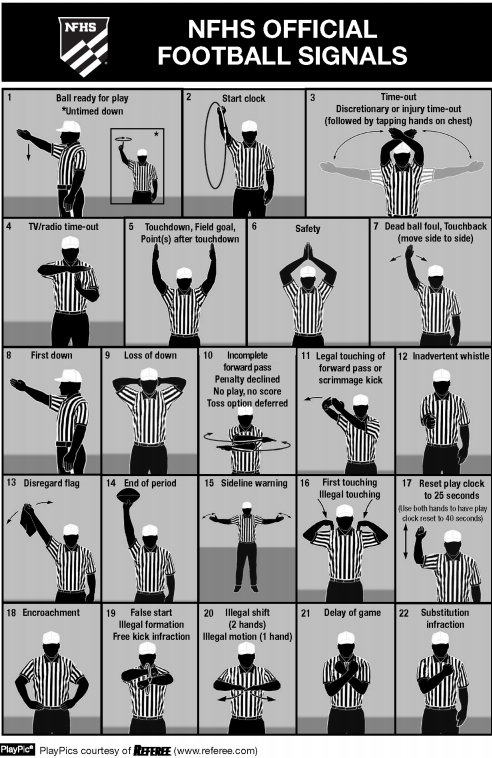 NFHS
NFHS OFFICIAL
FOOTBALL SIGNALS
1
Ball ready for play
*Untimed down
*
2
Start clock
3
Time-out
Discretionary or injury time-out
(followed by tapping hands on chest)
4
TV/radio time-out
5
Touchdown, Field goal,
Point(s) after touchdown
6
Safety
7
Dead ball foul, Touchback
(move side to side)
8
First down
9
Loss of down
10
Incomplete
forward pass
Penalty declined
No play, no score
Toss option deferred
11
Legal touching of
forward pass or
scrimmage kick
12
Inadvertent whistle
13
Disregard flag
14
End of period
15
Sideline warning
16
First touching
Illegal touching
17
Reset play clock
to 25 seconds
(Use both hands to have play
clock reset to 40 seconds)
18
Encroachment
19
False start
Illegal formation
Free kick infraction
20
Illegal shift
(2 hands)
Illegal motion (1 hand)
21
Delay of game
22
Substitution
infraction
PlayPic® PlayPics courtesy of REFEREE (www.referee.com)